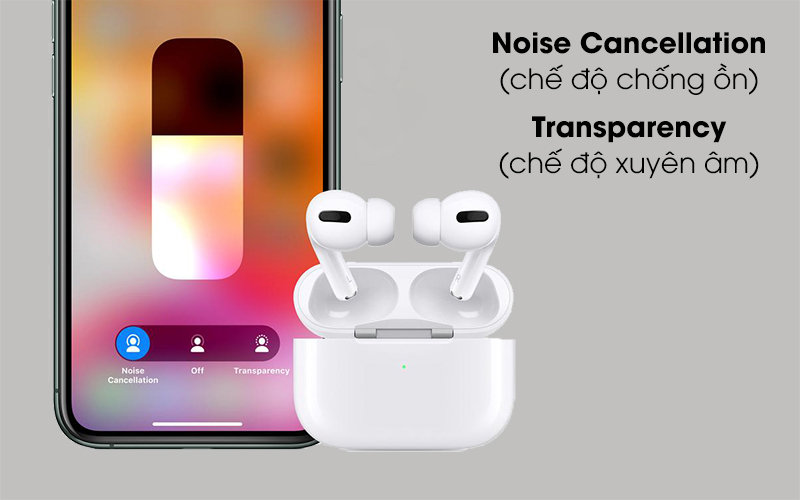 Noise Cancellation
(chế độ chống ồn)
Transparency
(chế độ xuyên âm)
Noise
Cancellation
Off
Transparency